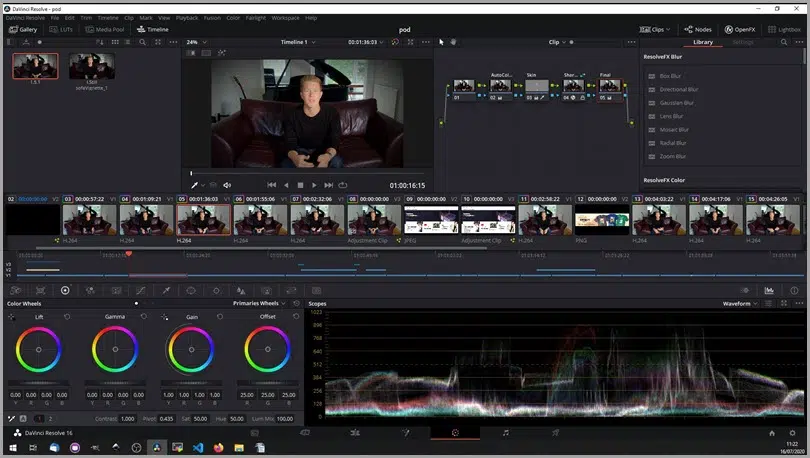 DaVinci Resolve - pod
DaVinci Resolve File Edit Trim Timeline Clip Mark View Playback Fusion Color Fairlight Workspace Help
Gallery LUTs Media Pool Timeline pod Clips Nodes OpenFX Lightbox
24% Timeline 1 01:00:36:03 Clip Library Settings
ResolveFX Blur
Box Blur
Directional Blur
Gaussian Blur
Lens Blur
Mosaic Blur
Radial Blur
Zoom Blur
ResolveFX Color
AutoCol... Skin Shar... Final
01 02 03 04 05
01:00:16:15
02 00:00:00:00 V2 03 00:00:57:22 V1 04 00:01:09:21 V1 05 00:01:36:03 V1 06 00:01:55:06 V1 07 00:02:32:06 V1 08 00:00:00:00 V3 09 00:00:00:00 V1 10 00:00:00:00 V3 11 00:02:58:22 V1 12 00:00:00:00 V2 13 00:04:03:22 V1 14 00:04:17:06 V1 15 00:04:26:05 V1
H.264 H.264 H.264 H.264 H.264 Adjustment Clip JPEG Adjustment Clip H.264 H.264 H.264 H.264
V3
V2
V1
Color Wheels Primaries Wheels Scopes Waveform
Lift Gamma Gain Offset
0.00 0.00 0.00 0.00 0.00 0.00 0.00 0.00 1.00 1.00 1.00 1.00 25.00 25.00 25.00
Y R G B Y R G B Y R G B R G B
A 1 2 Contrast 1.000 Pivot 0.435 Sat 50.00 Hue 50.00 Lum Mix 100.00
1023
896
768
640
512
384
256
128
0
DaVinci Resolve 16
11:22
16/07/2020